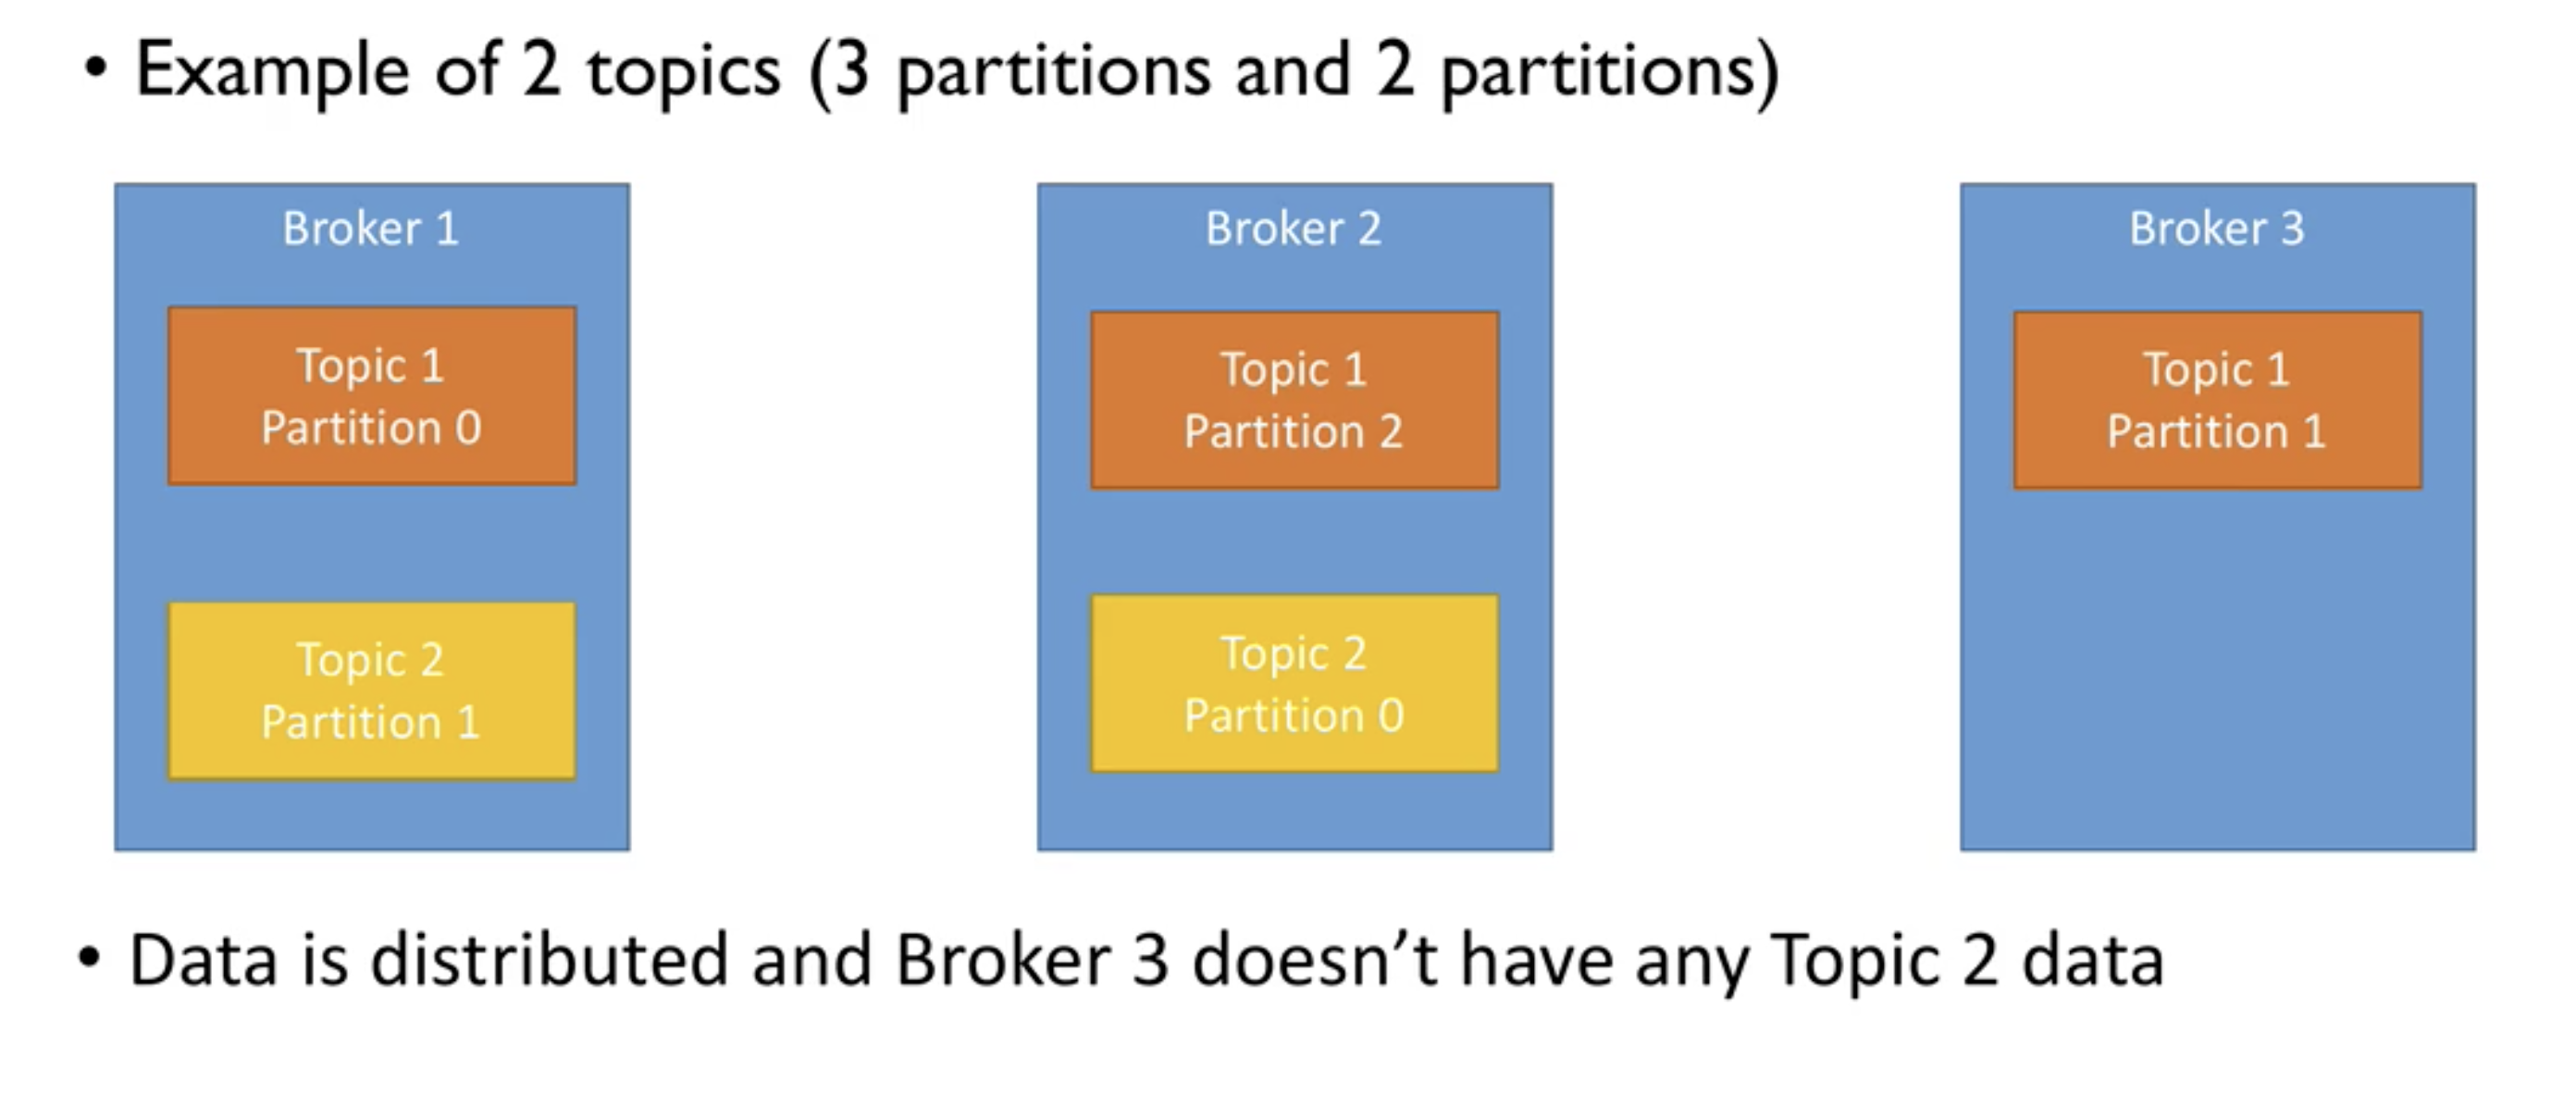 • Example of 2 topics (3 partitions and 2 partitions)
Broker 1
Topic 1
Partition 0
Topic 2
Partition 1
Broker 2
Topic 1
Partition 2
Topic 2
Partition 0
Broker 3
Topic 1
Partition 1
• Data is distributed and Broker 3 doesn’t have any Topic 2 data